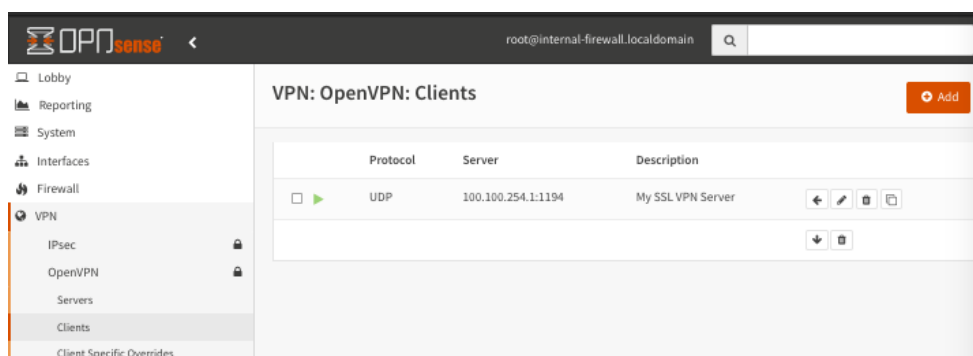 OPNsense
root@internal-firewall.localdomain
Lobby
Reporting
System
Interfaces
Firewall
VPN
IPsec
OpenVPN
Servers
Clients
Client Specific Overrides
VPN: OpenVPN: Clients
Add
Protocol Server Description
UDP 100.100.254.1:1194 My SSL VPN Server